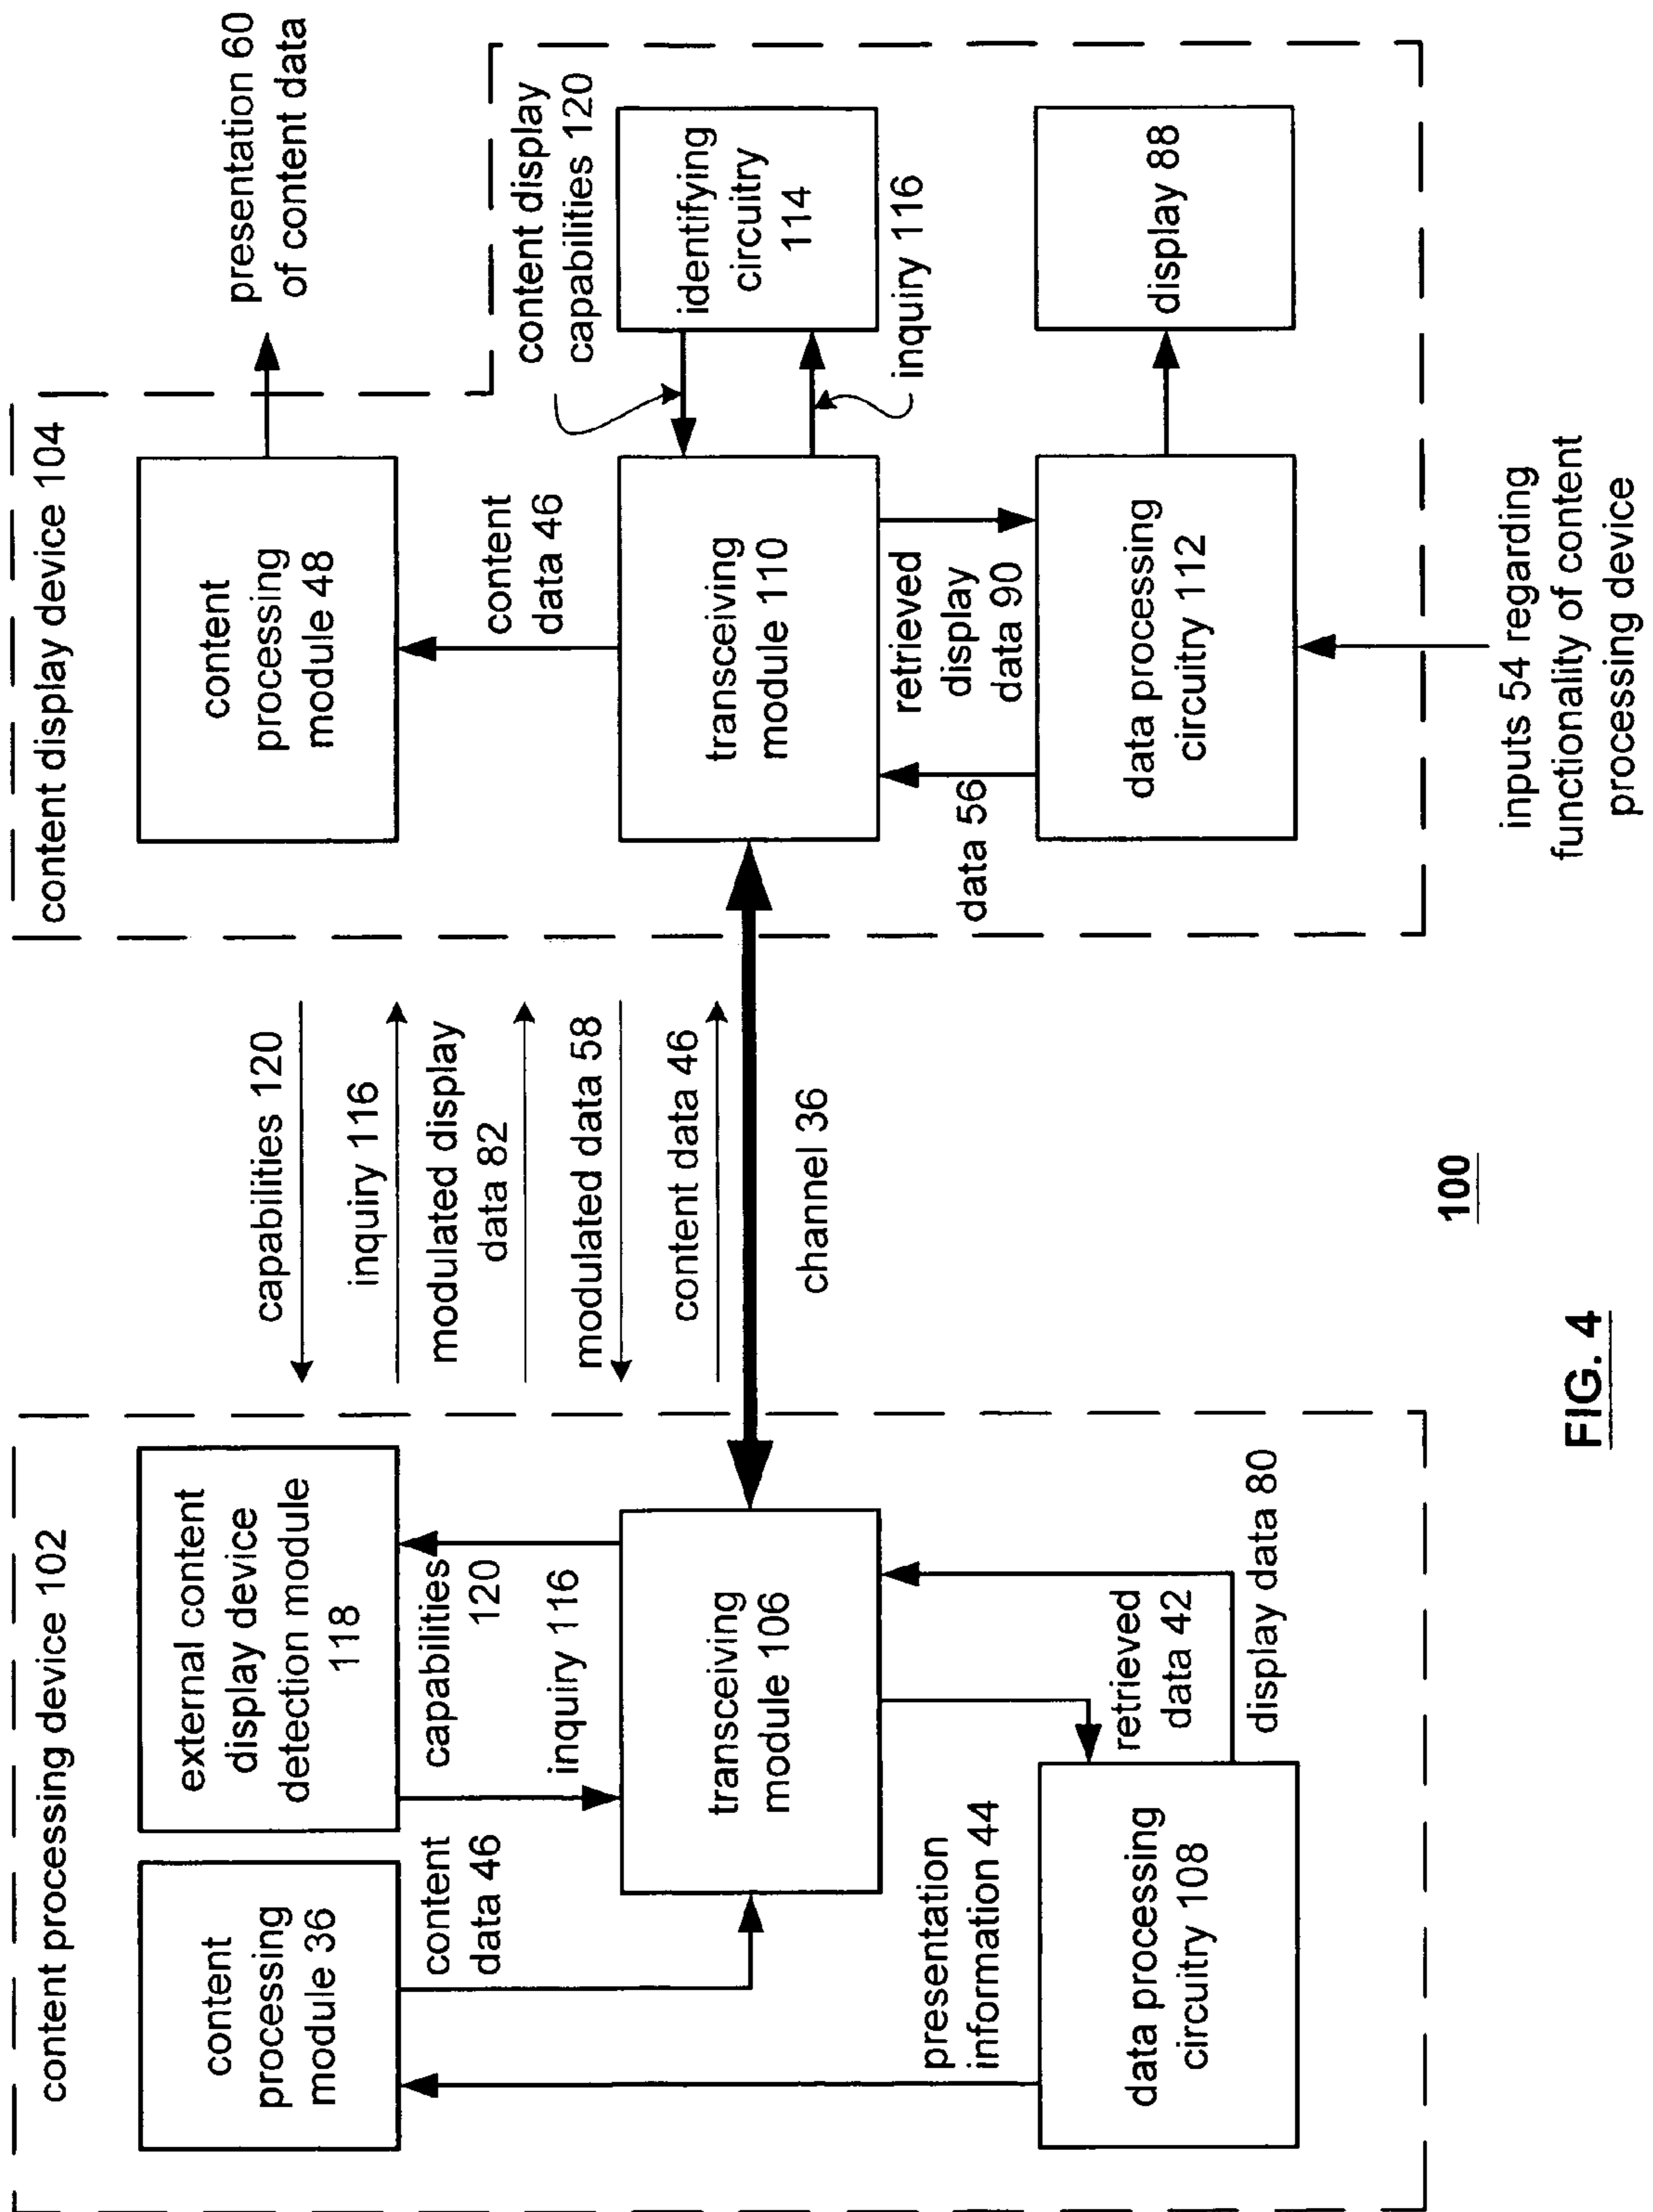 content processing device 102
content
processing
module 36
external content
display device
detection module
118
content
data 46
capabilities
120
inquiry 116
transceiving
module 106
presentation
information 44
retrieved
data 42
display data 80
data processing
circuitry 108
capabilities 120
inquiry 116
modulated display
data 82
modulated data 58
content data 46
channel 36
content display device 104
content
processing
module 48
presentation 60
of content data
content
data 46
content display
capabilities 120
identifying
circuitry
114
inquiry 116
transceiving
module 110
data 56
retrieved
display
data 90
data processing
circuitry 112
display 88
inputs 54 regarding
functionality of content
processing device
100
FIG. 4